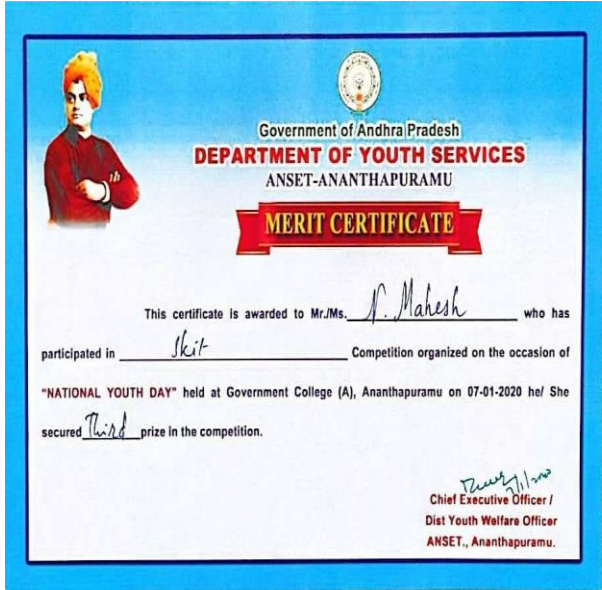 Government of Andhra Pradesh
DEPARTMENT OF YOUTH SERVICES
ANSET-ANANTHAPURAMU
MERIT CERTIFICATE
This certificate is awarded to Mr./Ms. N. Mahesh who has
participated in Skit Competition organized on the occasion of
"NATIONAL YOUTH DAY" held at Government College (A), Ananthapuramu on 07-01-2020 he/ She
secured Third prize in the competition.
Chief Executive Officer /
Dist Youth Welfare Officer
ANSET., Ananthapuramu.